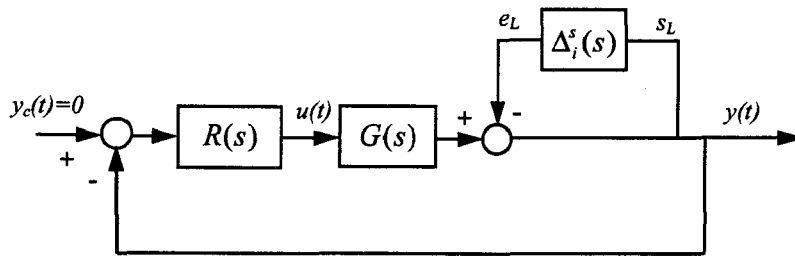 e_L
Δ_i^s(s)
s_L
y_c(t)=0
+
-
R(s)
u(t)
G(s)
+
-
y(t)